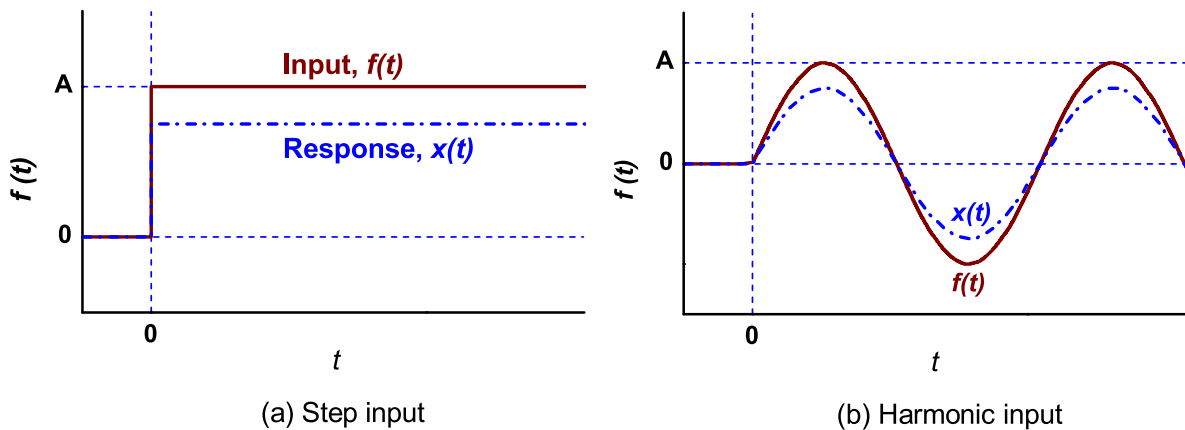 A
Input, f(t)
Response, x(t)
f (t)
0
0
t
(a) Step input
A
0
f (t)
x(t)
f(t)
0
t
(b) Harmonic input